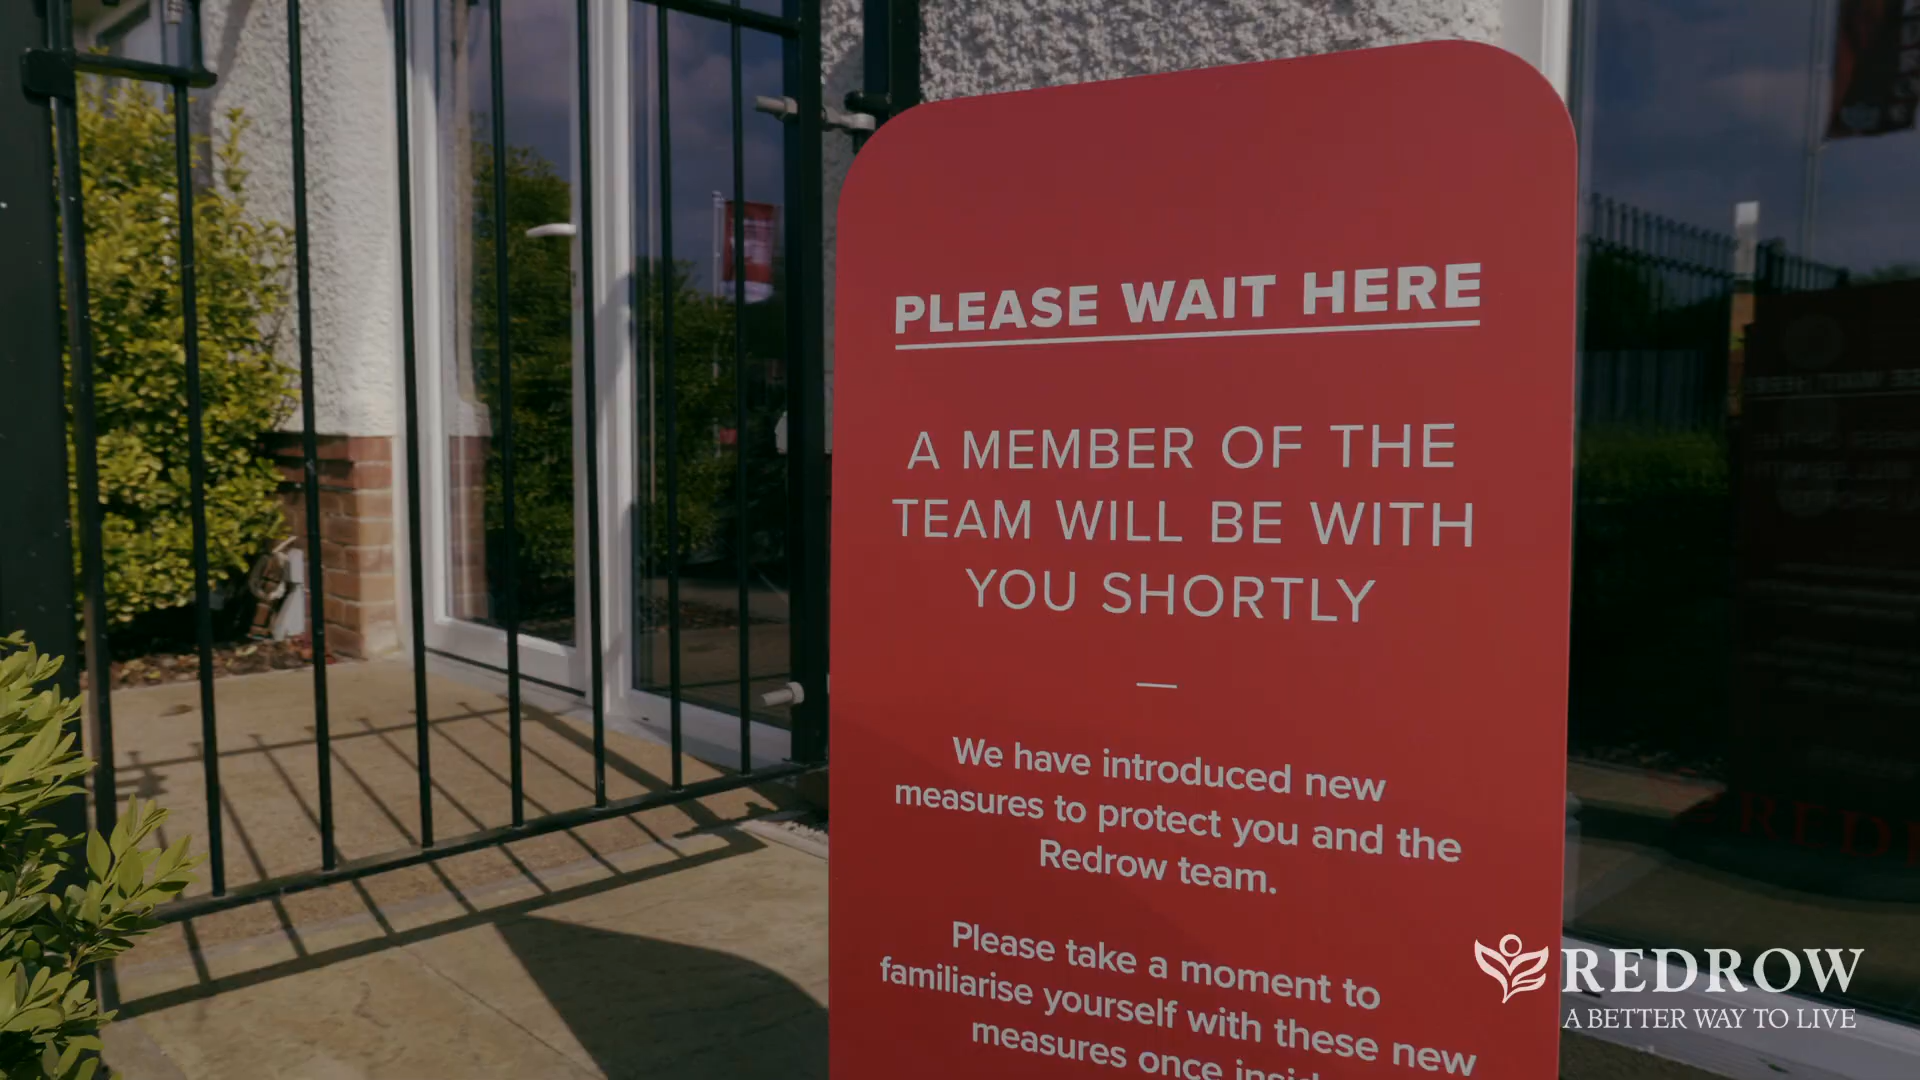 PLEASE WAIT HERE
A MEMBER OF THE
TEAM WILL BE WITH
YOU SHORTLY
We have introduced new
measures to protect you and the
Redrow team.
Please take a moment to
familiarise yourself with these new
measures once
REDROW
A BETTER WAY TO LIVE